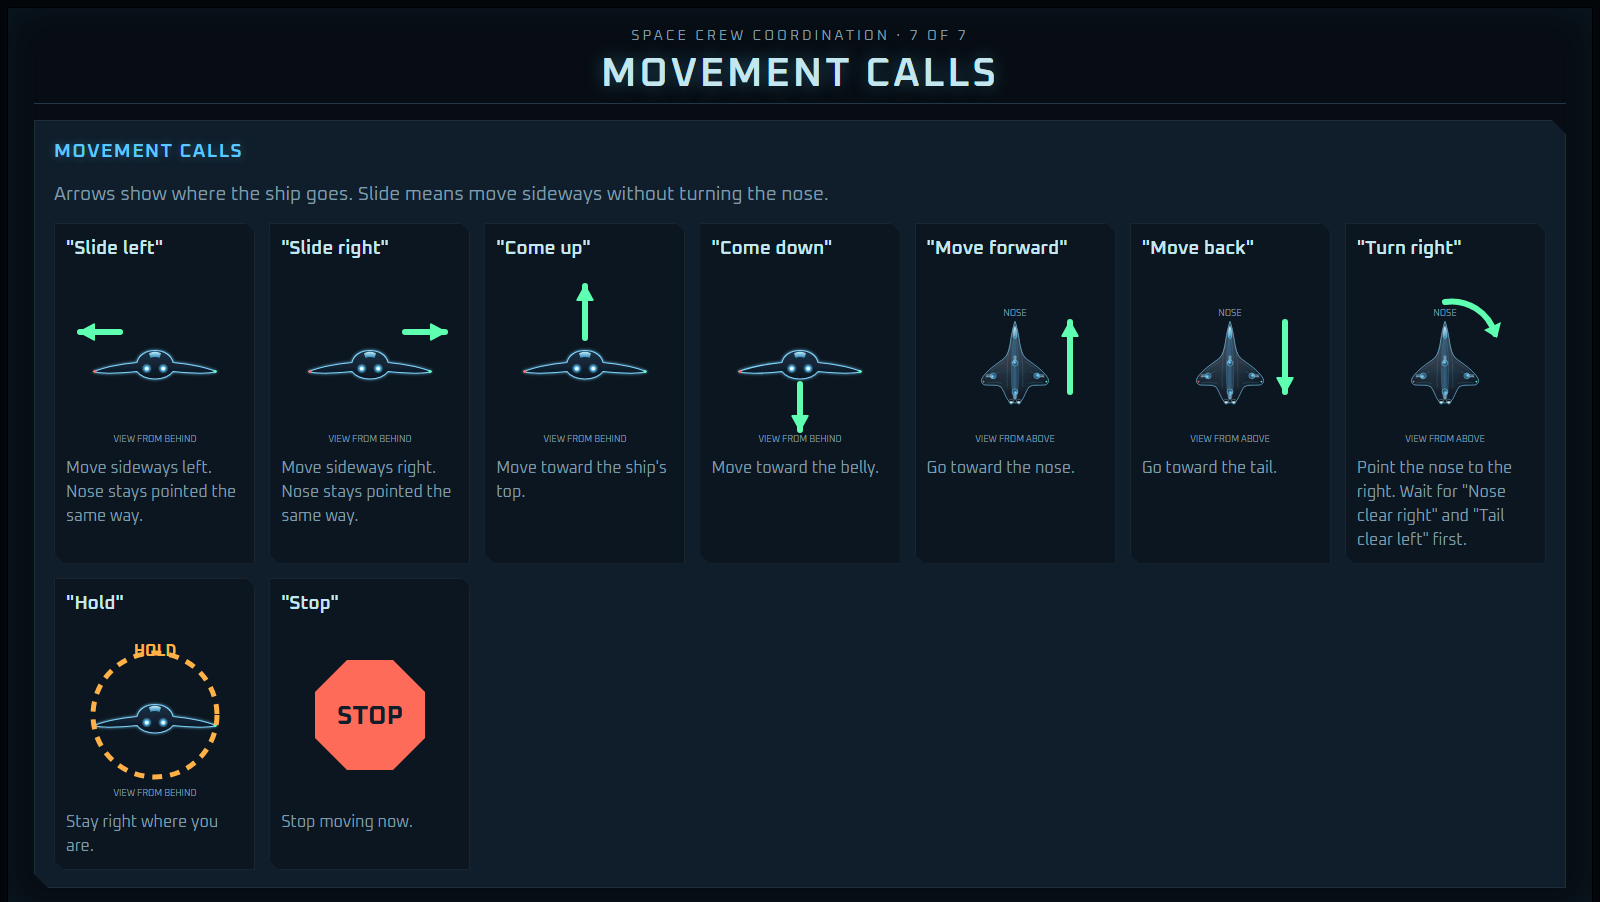 SPACE CREW COORDINATION · 7 OF 7
MOVEMENT CALLS
MOVEMENT CALLS
Arrows show where the ship goes. Slide means move sideways without turning the nose.
"Slide left"
VIEW FROM BEHIND
Move sideways left.
Nose stays pointed the
same way.
"Slide right"
VIEW FROM BEHIND
Move sideways right.
Nose stays pointed the
same way.
"Come up"
VIEW FROM BEHIND
Move toward the ship's
top.
"Come down"
VIEW FROM BEHIND
Move toward the belly.
"Move forward"
NOSE
VIEW FROM ABOVE
Go toward the nose.
"Move back"
NOSE
VIEW FROM ABOVE
Go toward the tail.
"Turn right"
NOSE
VIEW FROM ABOVE
Point the nose to the
right. Wait for "Nose
clear right" and "Tail
clear left" first.
"Hold"
HOLD
VIEW FROM BEHIND
Stay right where you
are.
"Stop"
STOP
Stop moving now.